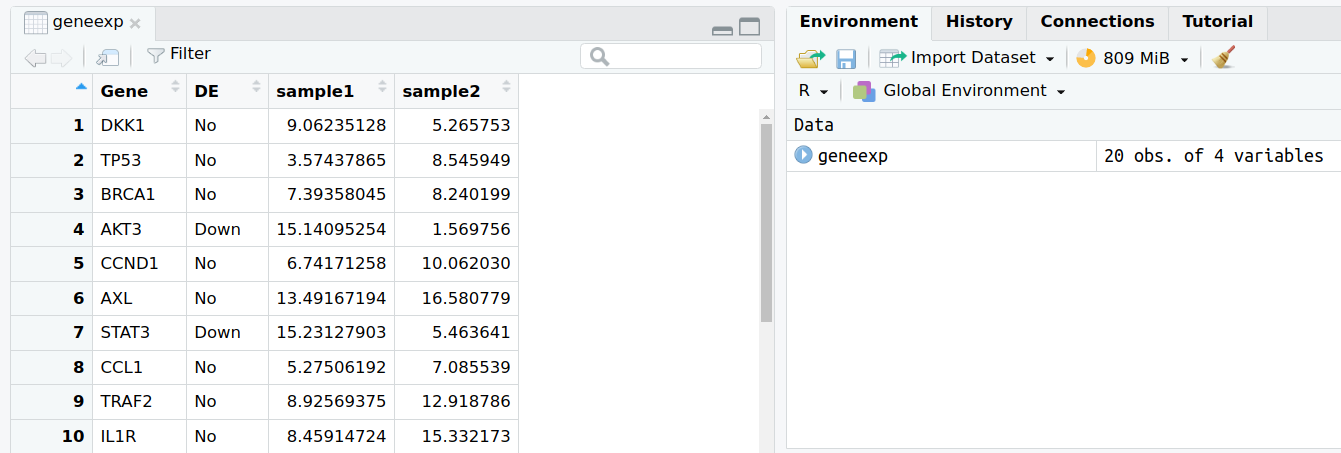 geneexp
Filter
Gene DE sample1 sample2
1 DKK1 No 9.06235128 5.265753
2 TP53 No 3.57437865 8.545949
3 BRCA1 No 7.39358045 8.240199
4 AKT3 Down 15.14095254 1.569756
5 CCND1 No 6.74171258 10.062030
6 AXL No 13.49167194 16.580779
7 STAT3 Down 15.23127903 5.463641
8 CCL1 No 5.27506192 7.085539
9 TRAF2 No 8.92569375 12.918786
10 IL1R No 8.45914724 15.332173
Environment History Connections Tutorial
Import Dataset 809 MiB
R Global Environment
Data
geneexp 20 obs. of 4 variables